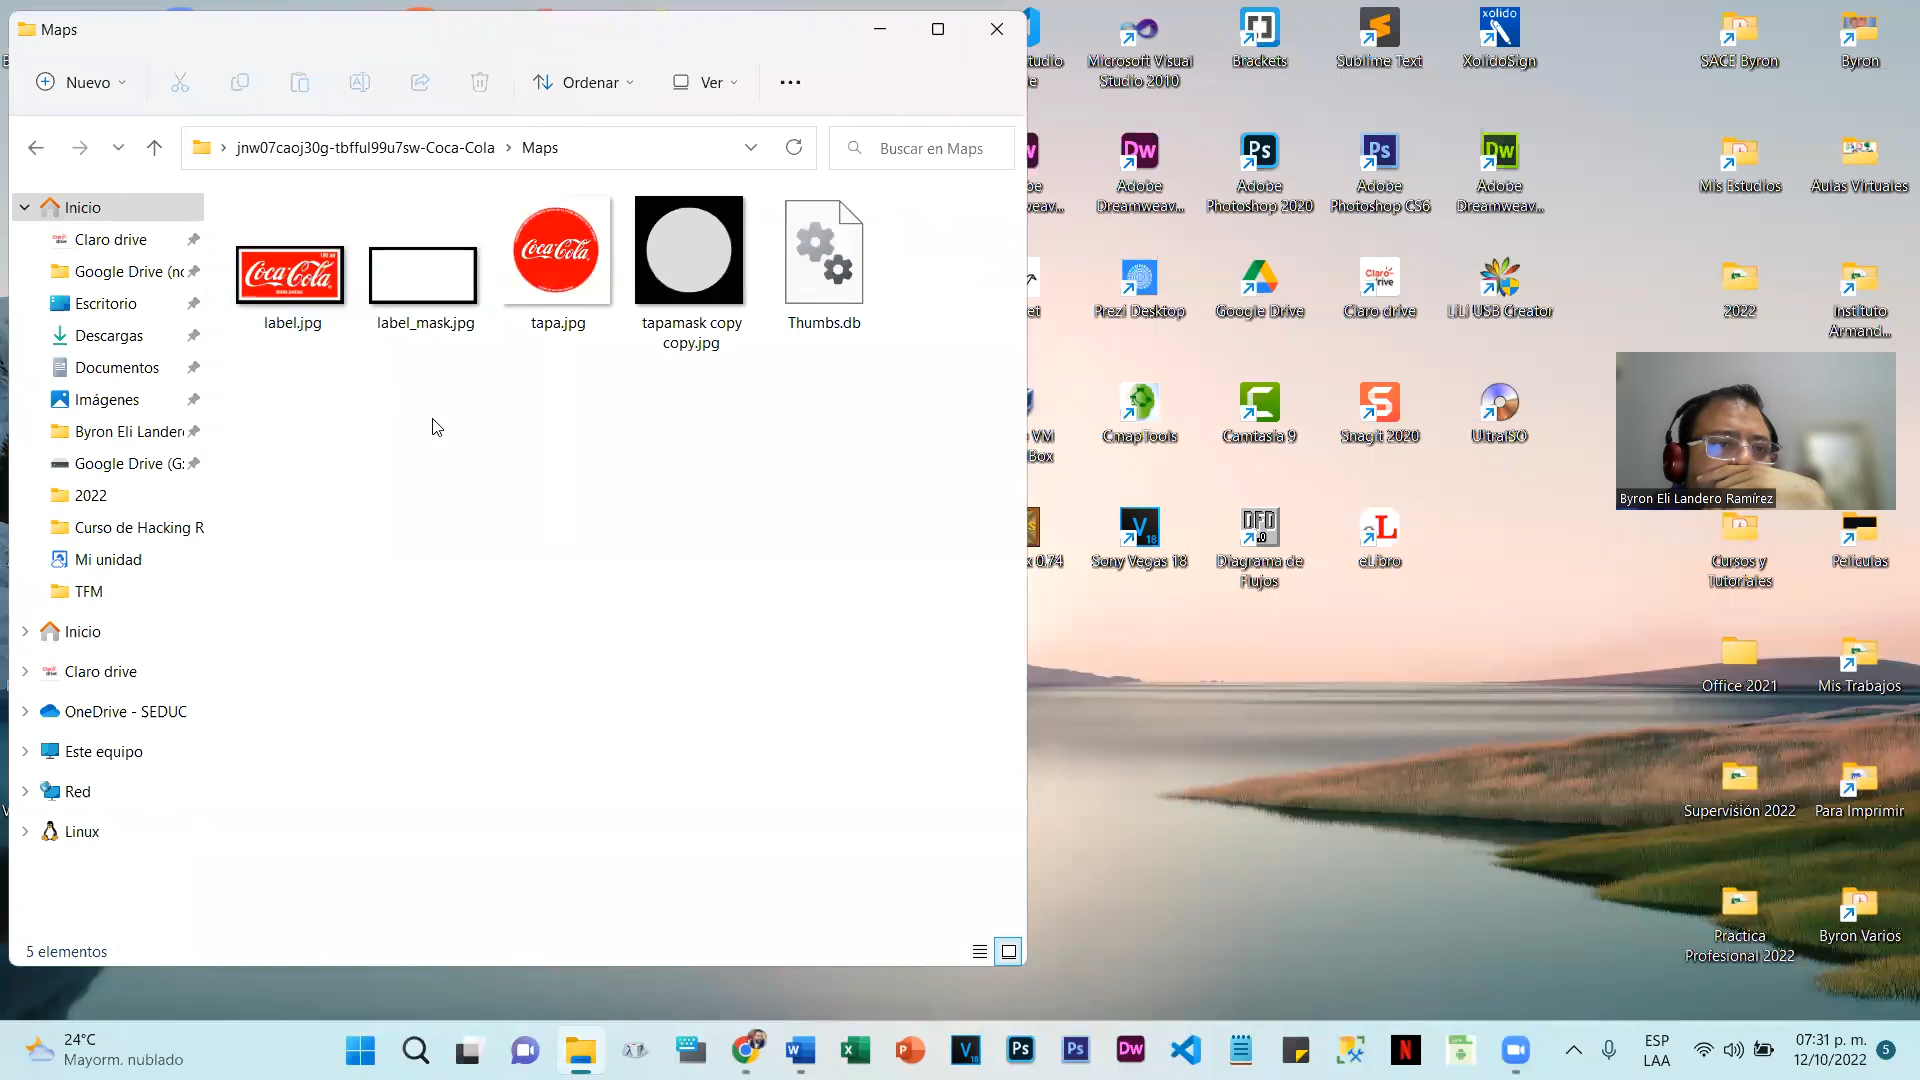 Maps
Nuevo
Ordenar
Ver
jnw07caoj30g-tbfful99u7sw-Coca-Cola > Maps
Buscar en Maps
Inicio
Claro drive
Google Drive (nc
Escritorio
Descargas
Documentos
Imágenes
Byron Eli Lander
Google Drive (G:
2022
Curso de Hacking R
Mi unidad
TFM
Inicio
Claro drive
OneDrive - SEDUC
Este equipo
Red
Linux
Coca-Cola
label.jpg
label_mask.jpg
Coca-Cola
tapa.jpg
tapamask copy
copy.jpg
Thumbs.db
5 elementos
Microsoft Visual
Studio 2010
Brackets
Sublime Text
xolido
XolidoSign
SACE Byron
Byron
Adobe
Dreamweav...
Adobe
Photoshop 2020
Adobe
Photoshop CS6
Adobe
Dreamweav...
Mis Estudios
Aulas Virtuales
Prezi Desktop
Google Drive
Claro drive
LiLi USB Creator
2022
Instituto
Armand...
VM
Box
CmapTools
Camtasia 9
Snagit 2020
UltraISO
Byron Eli Landero Ramírez
x 0.74
Sony Vegas 18
Diagrama de
Flujos
eLibro
Cursos y
Tutoriales
Peliculas
Office 2021
Mis Trabajos
Supervisión 2022
Para Imprimir
Practica
Profesional 2022
Byron Varios
24°C
Mayorm. nublado
ESP
LAA
07:31 p. m.
12/10/2022
5